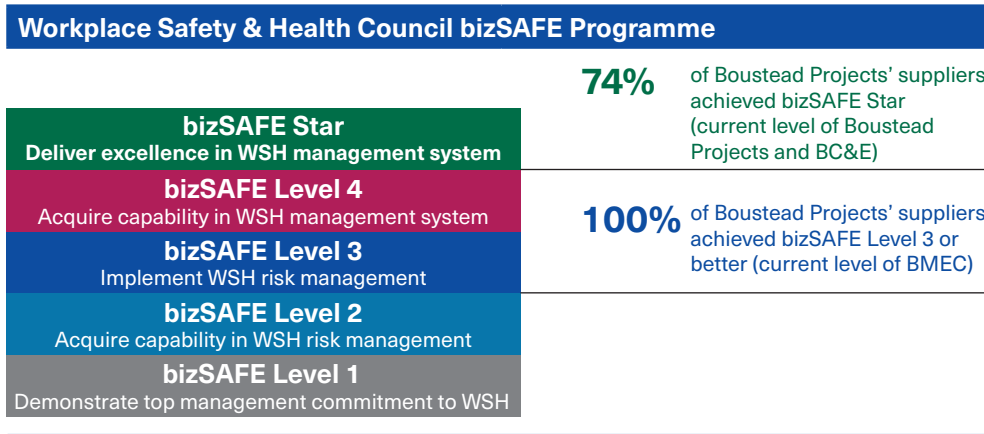 Workplace Safety & Health Council bizSAFE Programme
74%
of Boustead Projects' suppliers
achieved bizSAFE Star
(current level of Boustead
Projects and BC&E)
bizSAFE Star
Deliver excellence in WSH management system
bizSAFE Level 4
Acquire capability in WSH management system
100%
of Boustead Projects' suppliers
achieved bizSAFE Level 3 or
better (current level of BMEC)
bizSAFE Level 3
Implement WSH risk management
bizSAFE Level 2
Acquire capability in WSH risk management
bizSAFE Level 1
Demonstrate top management commitment to WSH